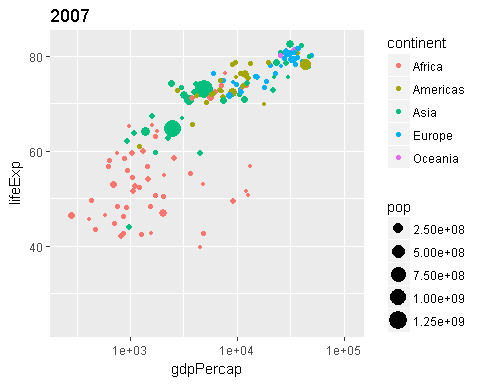 2007
lifeExp
80
60
40
1e+03
1e+04
1e+05
gdpPercap
continent
Africa
Americas
Asia
Europe
Oceania
pop
2.50e+08
5.00e+08
7.50e+08
1.00e+09
1.25e+09